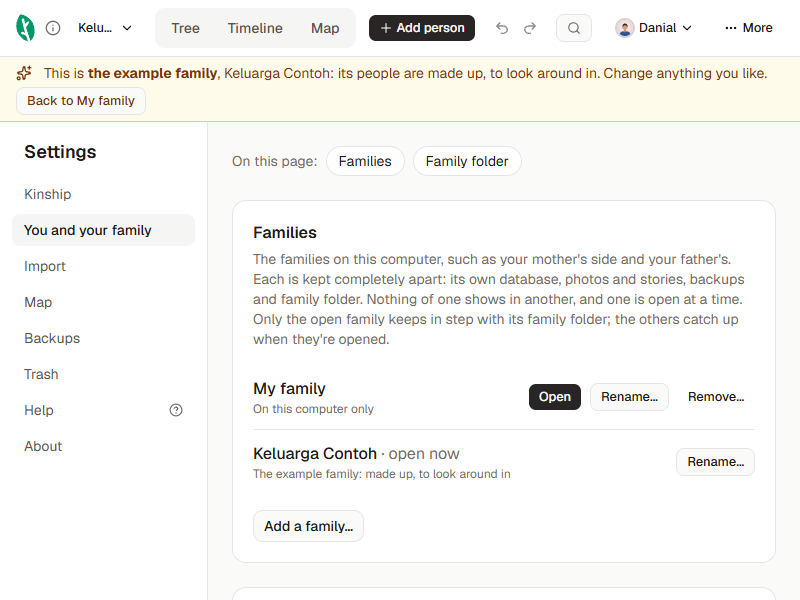 Kelu...
Tree
Timeline
Map
+ Add person
Danial
··· More
This is the example family, Keluarga Contoh: its people are made up, to look around in. Change anything you like.
Back to My family
Settings
Kinship
You and your family
Import
Map
Backups
Trash
Help
About
On this page:
Families
Family folder
Families
The families on this computer, such as your mother's side and your father's.
Each is kept completely apart: its own database, photos and stories, backups
and family folder. Nothing of one shows in another, and one is open at a time.
Only the open family keeps in step with its family folder; the others catch up
when they're opened.
My family
On this computer only
Open
Rename...
Remove...
Keluarga Contoh · open now
The example family: made up, to look around in
Rename...
Add a family...